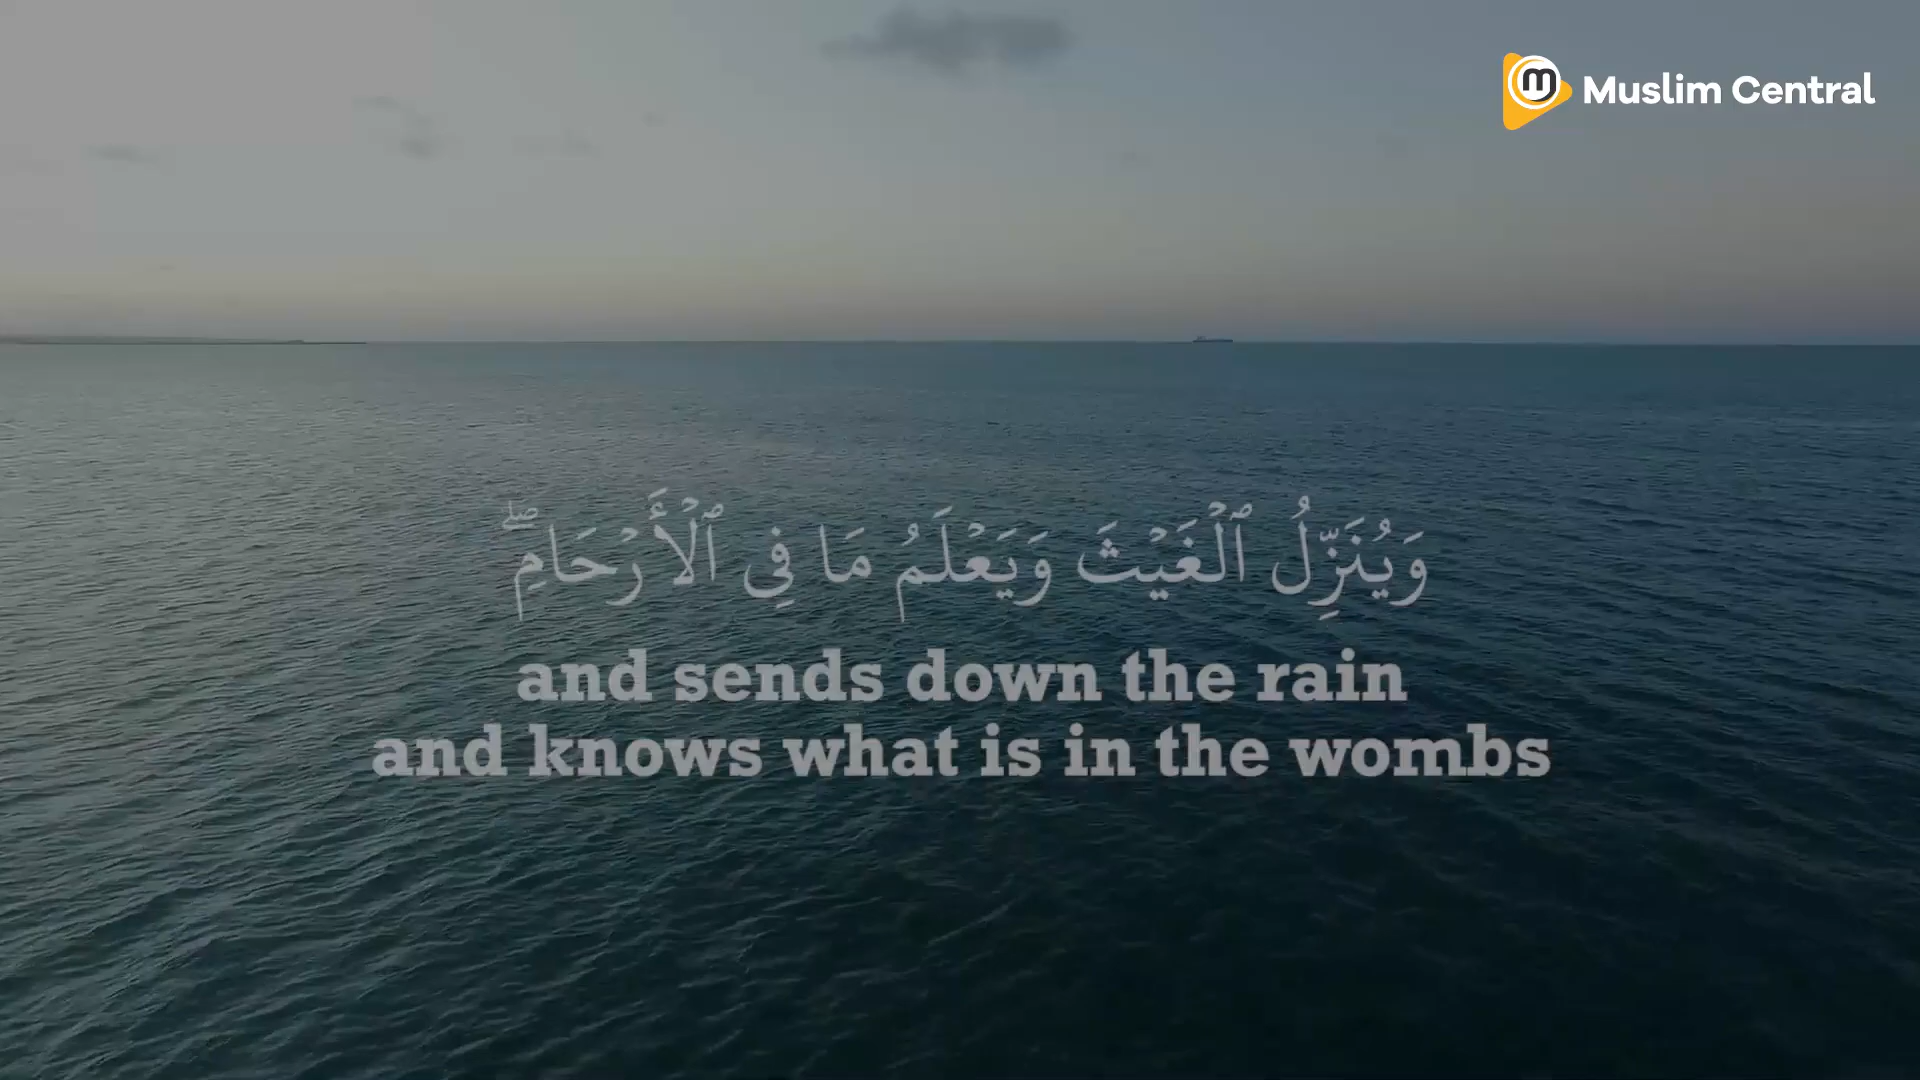 Muslim Central
وَيُنَزِّلُ ٱلْغَيْثَ وَيَعْلَمُ مَا فِى ٱلْأَرْحَامِ ۖ
and sends down the rain
and knows what is in the wombs